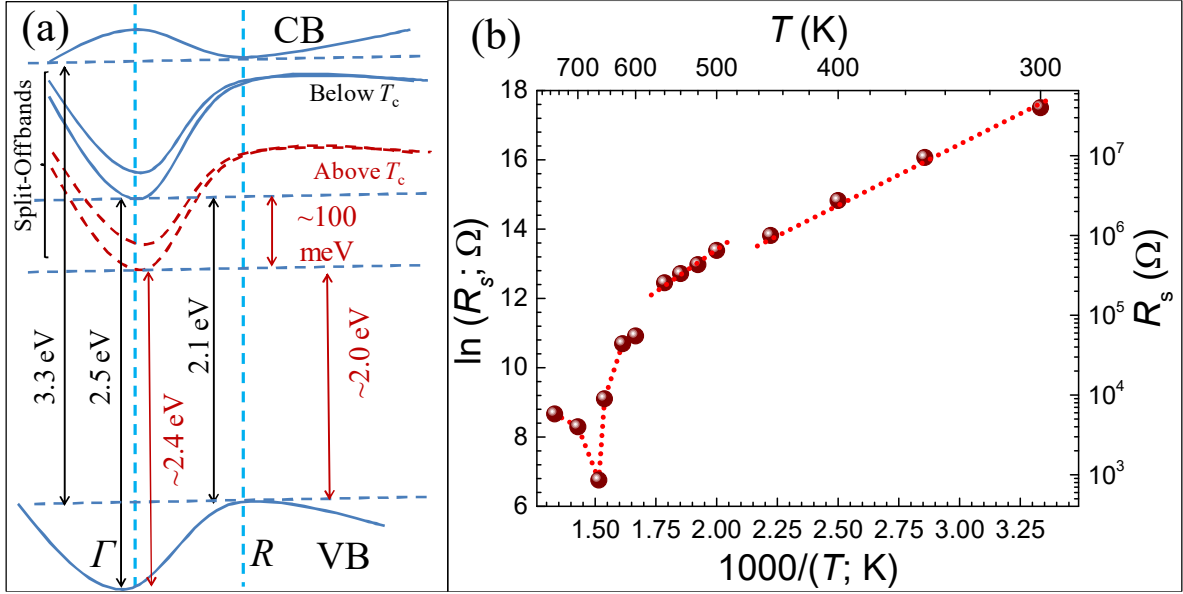 (a)
CB
Split-Offbands
Below T_c
Above T_c
~100
meV
3.3 eV
2.5 eV
~2.4 eV
2.1 eV
~2.0 eV
Γ
R
VB
(b)
T (K)
700 600 500 400 300
ln (R_s; Ω)
18
16
14
12
10
8
6
R_s (Ω)
10^7
10^6
10^5
10^4
10^3
1.50 1.75 2.00 2.25 2.50 2.75 3.00 3.25
1000/(T; K)